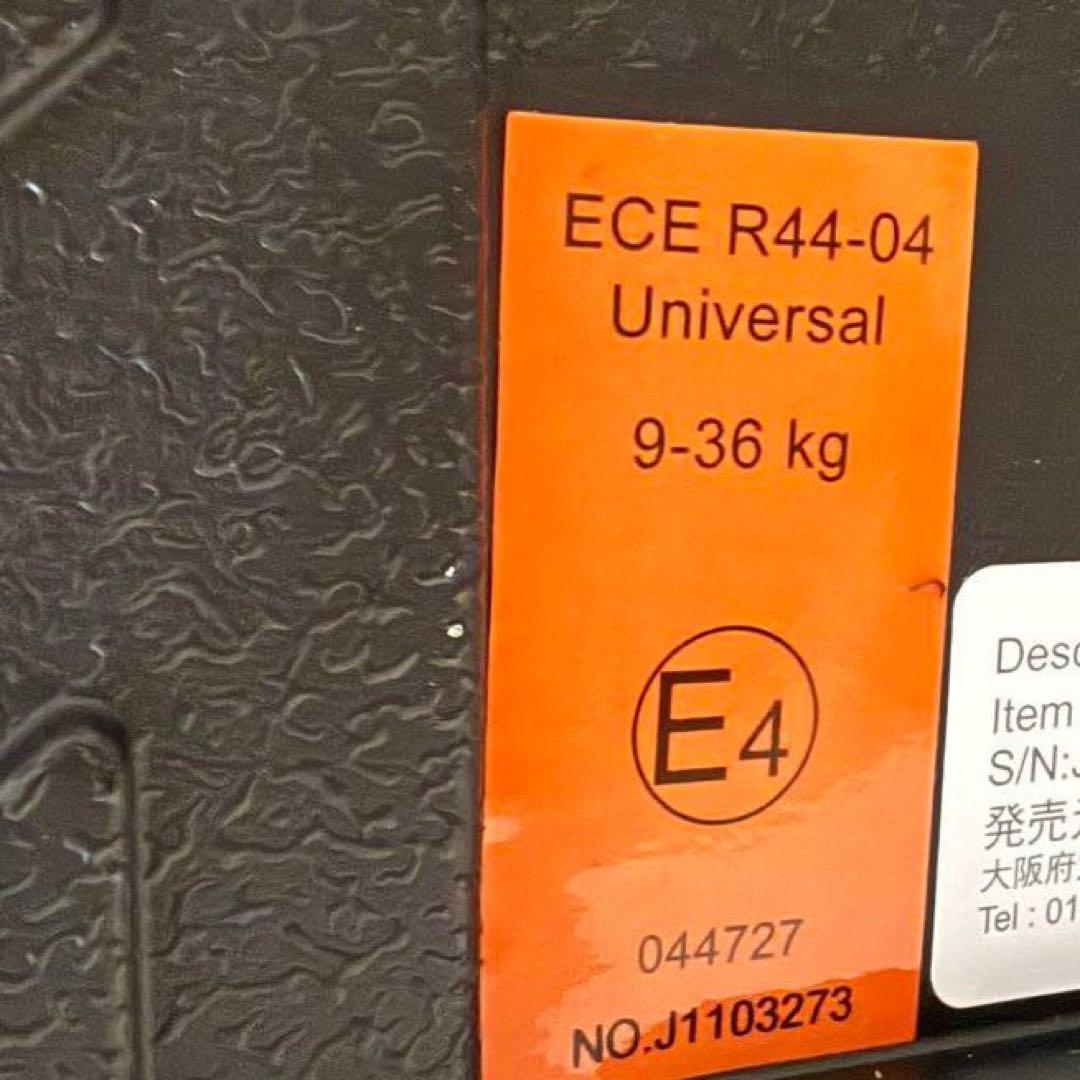 ECE R44-04
Universal
9-36 kg
E4
044727
NO.J1103273
Item
S/N:J
発売
大阪府
Tel : 01